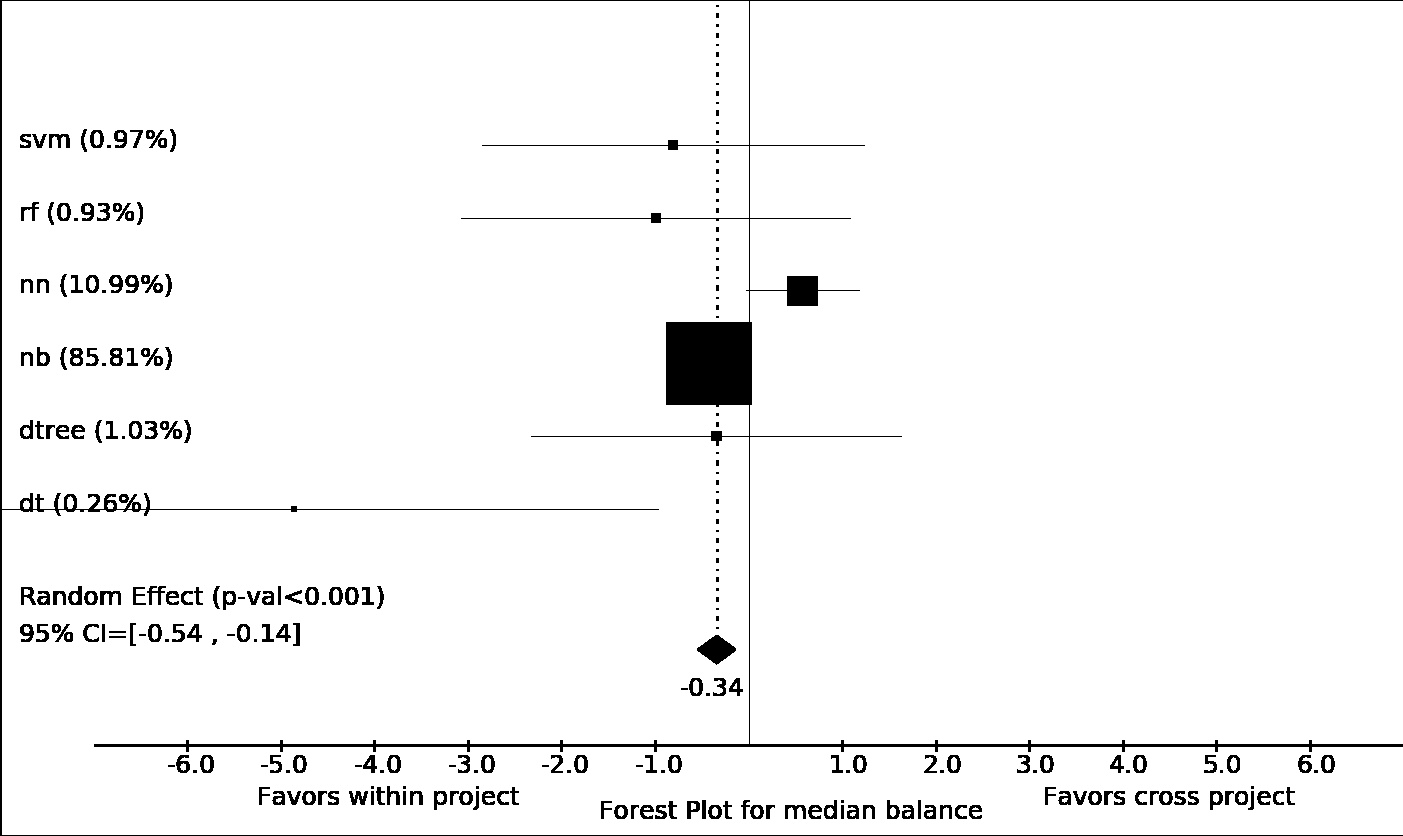 svm (0.97%)
rf (0.93%)
nn (10.99%)
nb (85.81%)
dtree (1.03%)
dt (0.26%)
Random Effect (p-val<0.001)
95% CI=[-0.54 , -0.14]
-0.34
-6.0 -5.0 -4.0 -3.0 -2.0 -1.0 1.0 2.0 3.0 4.0 5.0 6.0
Favors within project Favors cross project
Forest Plot for median balance